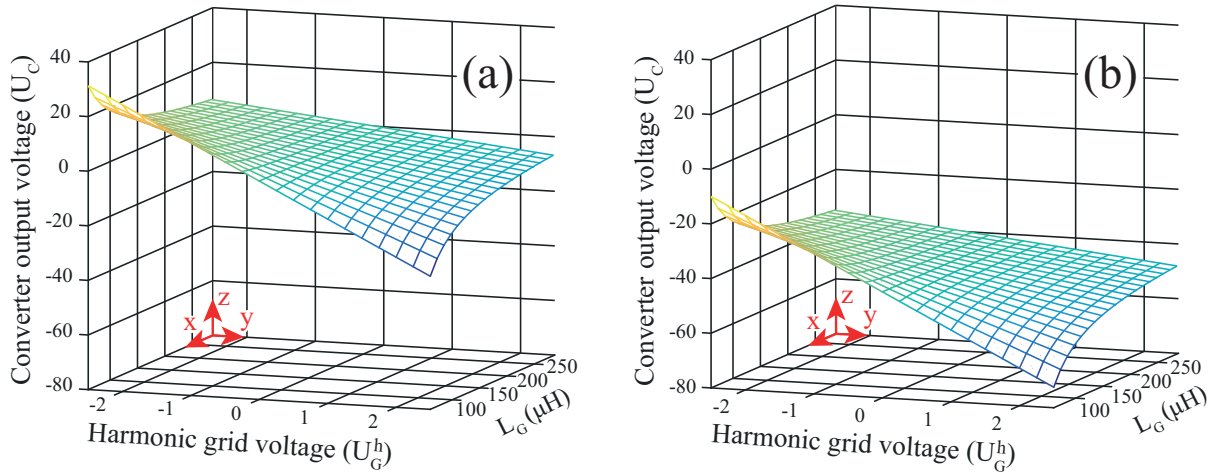 (a)
Converter output voltage (U_C)
40
20
0
-20
-40
-60
-80
z
x
y
-2
-1
0
1
2
Harmonic grid voltage (U_G^h)
100
150
200
250
L_G (μH)
(b)
Converter output voltage (U_C)
40
20
0
-20
-40
-60
-80
z
x
y
-2
-1
0
1
2
Harmonic grid voltage (U_G^h)
100
150
200
250
L_G (μH)